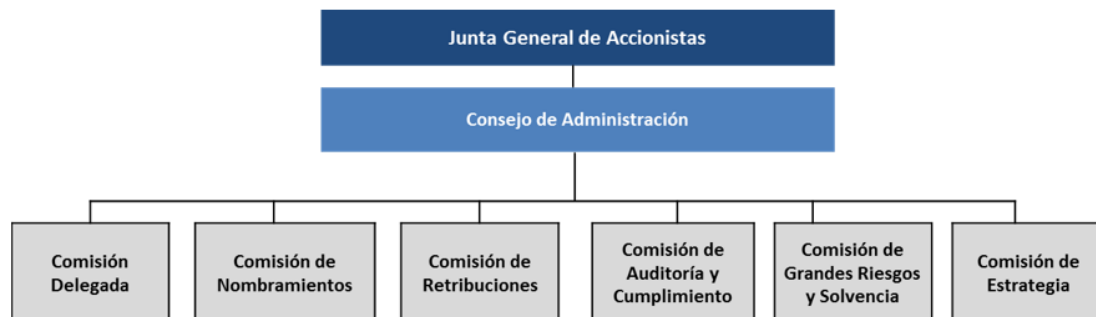 Junta General de Accionistas
Consejo de Administración
Comisión
Delegada
Comisión de
Nombramientos
Comisión de
Retribuciones
Comisión de
Auditoría y
Cumplimiento
Comisión de
Grandes Riesgos
y Solvencia
Comisión de
Estrategia